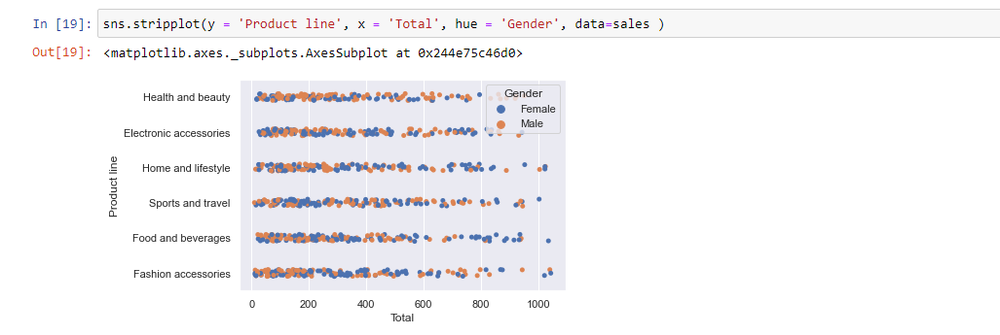 In [19]: sns.stripplot(y = 'Product line', x = 'Total', hue = 'Gender', data=sales )
Out[19]: <matplotlib.axes._subplots.AxesSubplot at 0x244e75c46d0>
Gender
Female
Male
Product line
Health and beauty
Electronic accessories
Home and lifestyle
Sports and travel
Food and beverages
Fashion accessories
0 200 400 600 800 1000
Total